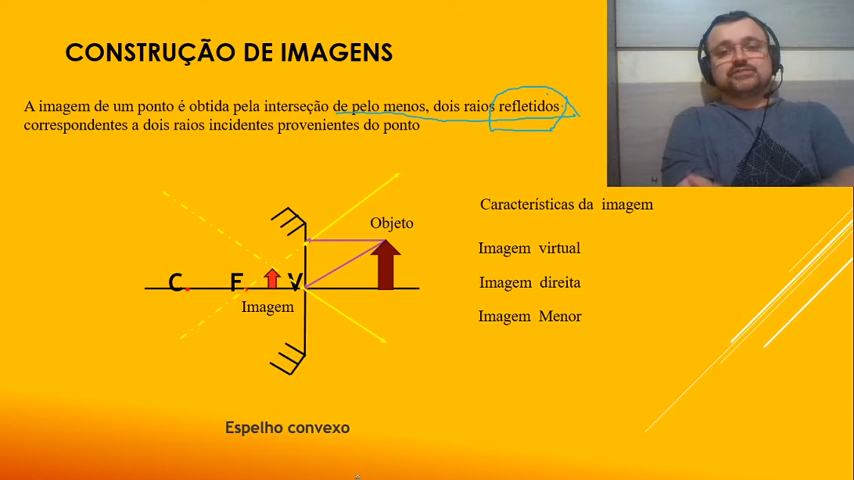 CONSTRUÇÃO DE IMAGENS
A imagem de um ponto é obtida pela interseção de pelo menos, dois raios refletidos
correspondentes a dois raios incidentes provenientes do ponto
Objeto
C F V
Imagem
Características da imagem
Imagem virtual
Imagem direita
Imagem Menor
Espelho convexo